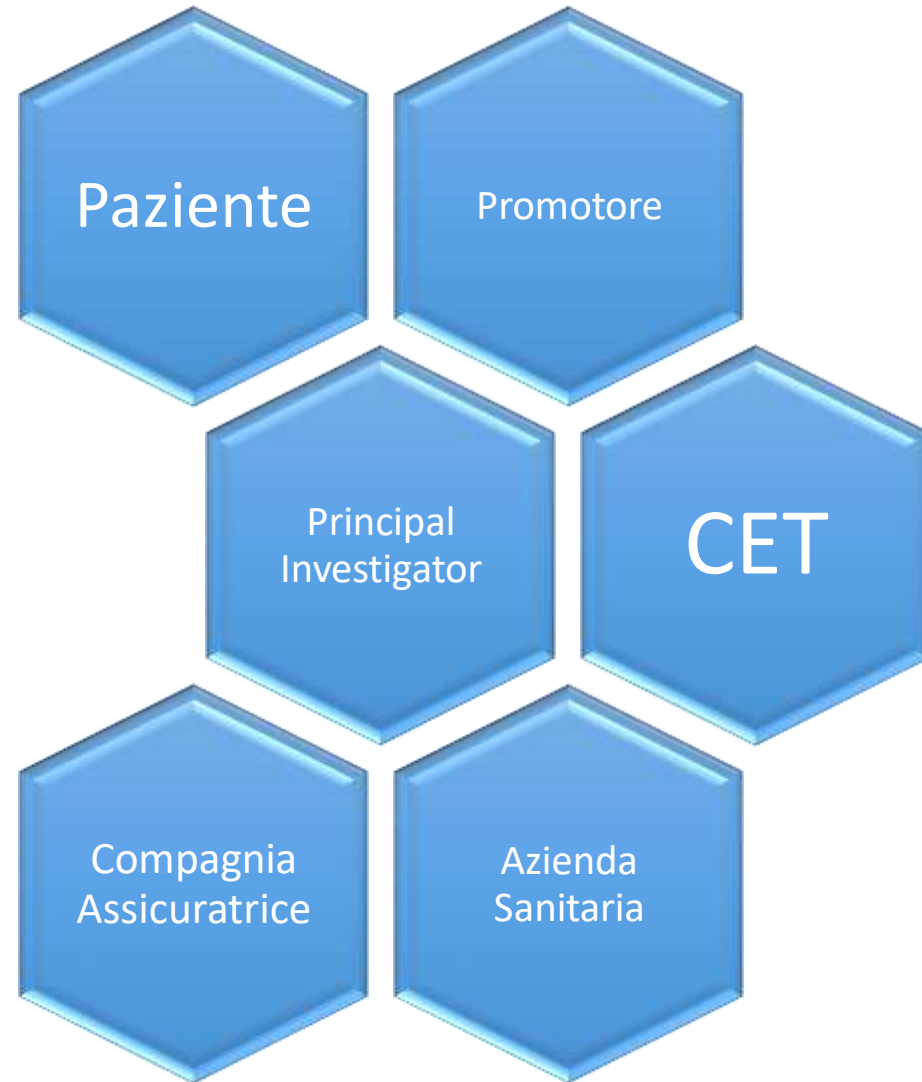 Paziente
Promotore
Principal
Investigator
CET
Compagnia
Assicuratrice
Azienda
Sanitaria